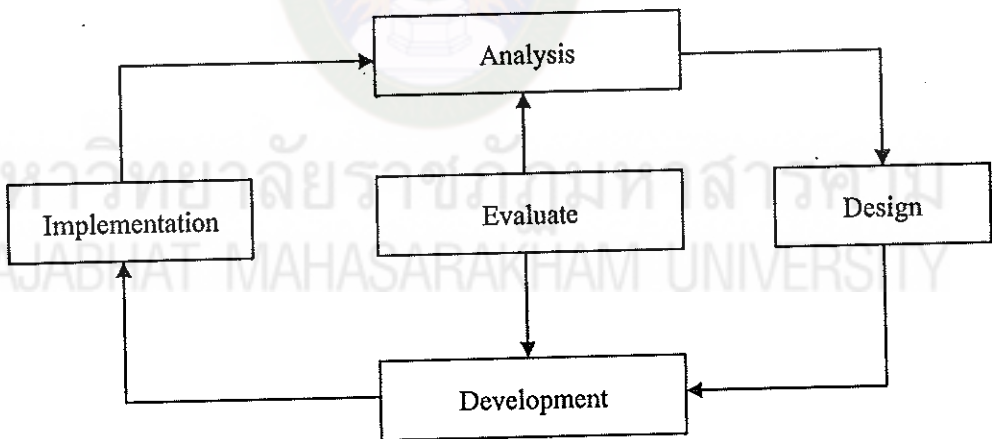 Analysis
มหาวิทยาลัยราชภัฏมหาสารคาม
Implementation
Evaluate
Design
RAJABHAT MAHASARAKHAM UNIVERSITY
Development